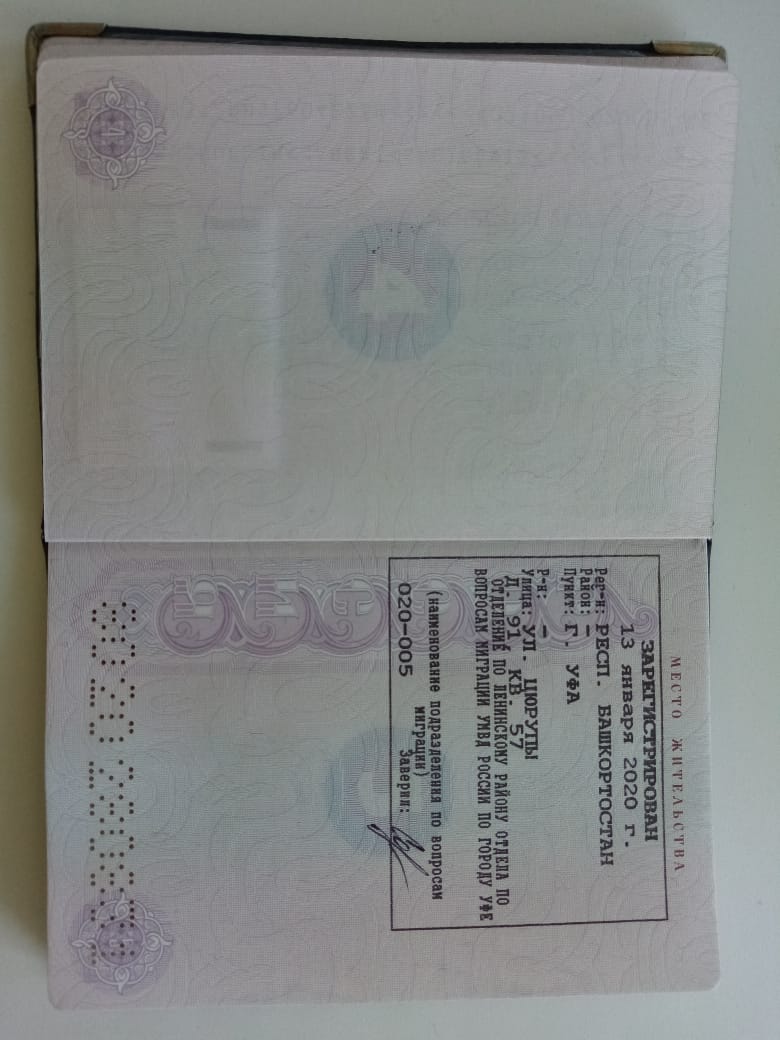 МЕСТО ЖИТЕЛЬСТВА
ЗАРЕГИСТРИРОВАН
13 января 2020 г.
Рег-н: РЕСП. БАШКОРТОСТАН
Район: —
Пункт: Г. УФА
Р-н: —
Улица: УЛ. ЦЮРУПЫ
Д. 91 КВ. 57
ОТДЕЛЕНИЕ ПО ЛЕНИНСКОМУ РАЙОНУ ОТДЕЛА ПО
ВОПРОСАМ МИГРАЦИИ УМВД РОССИИ ПО ГОРОДУ УФЕ
(наименование подразделения по вопросам
миграции)
020-005
Заверил:
4